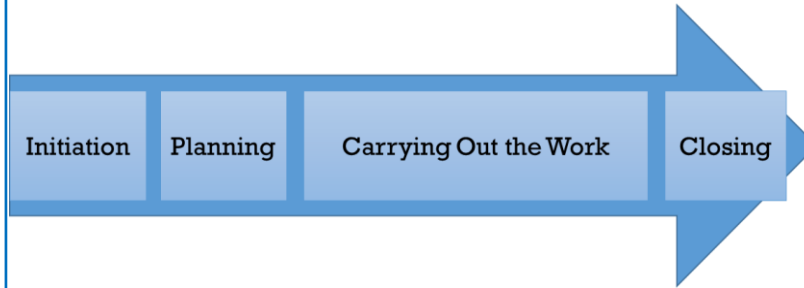 Initiation
Planning
Carrying Out the Work
Closing